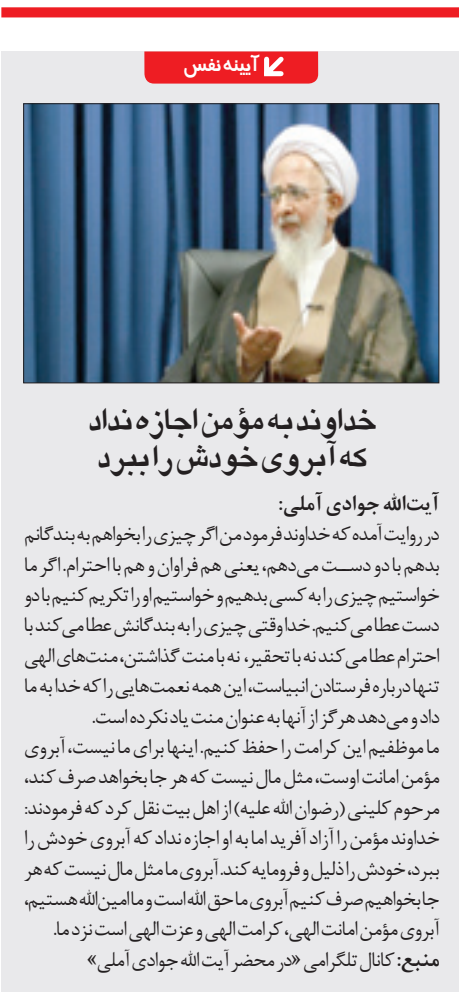 آیینه نفس
خداوند به مؤمن اجازه نداد
که آبروی خودش را ببرد
آیت‌الله جوادی آملی:
در روایت آمده که خداوند فرمود من اگر چیزی را بخواهم به بندگانم
بدهم با دو دست می‌دهم، یعنی هم فراوان و هم با احترام. اگر ما
خواستیم چیزی را به کسی بدهیم و خواستیم او را تکریم کنیم با دو
دست عطا می‌کنیم. خدا وقتی چیزی را به بندگانش عطا می‌کند با
احترام عطا می‌کند نه با تحقیر، نه با منت گذاشتن، منت‌های الهی
تنها درباره فرستادن انبیاست، این همه نعمت‌هایی را که خدا به ما
داد و می‌دهد هرگز از آنها به عنوان منت یاد نکرده است.
ما موظفیم این کرامت را حفظ کنیم. اینها برای ما نیست، آبروی
مؤمن امانت اوست، مثل مال نیست که هر جا بخواهد صرف کند،
مرحوم کلینی (رضوان الله علیه) از اهل بیت نقل کرد که فرمودند:
خداوند مؤمن را آزاد آفرید اما به او اجازه نداد که آبروی خودش را
ببرد، خودش را ذلیل و فرومایه کند. آبروی ما مثل مال نیست که هر
جا بخواهیم صرف کنیم آبروی ما حق الله است و ما امین الله هستیم،
آبروی مؤمن امانت الهی، کرامت الهی و عزت الهی است نزد ما.
منبع: کانال تلگرامی «در محضر آیت الله جوادی آملی»